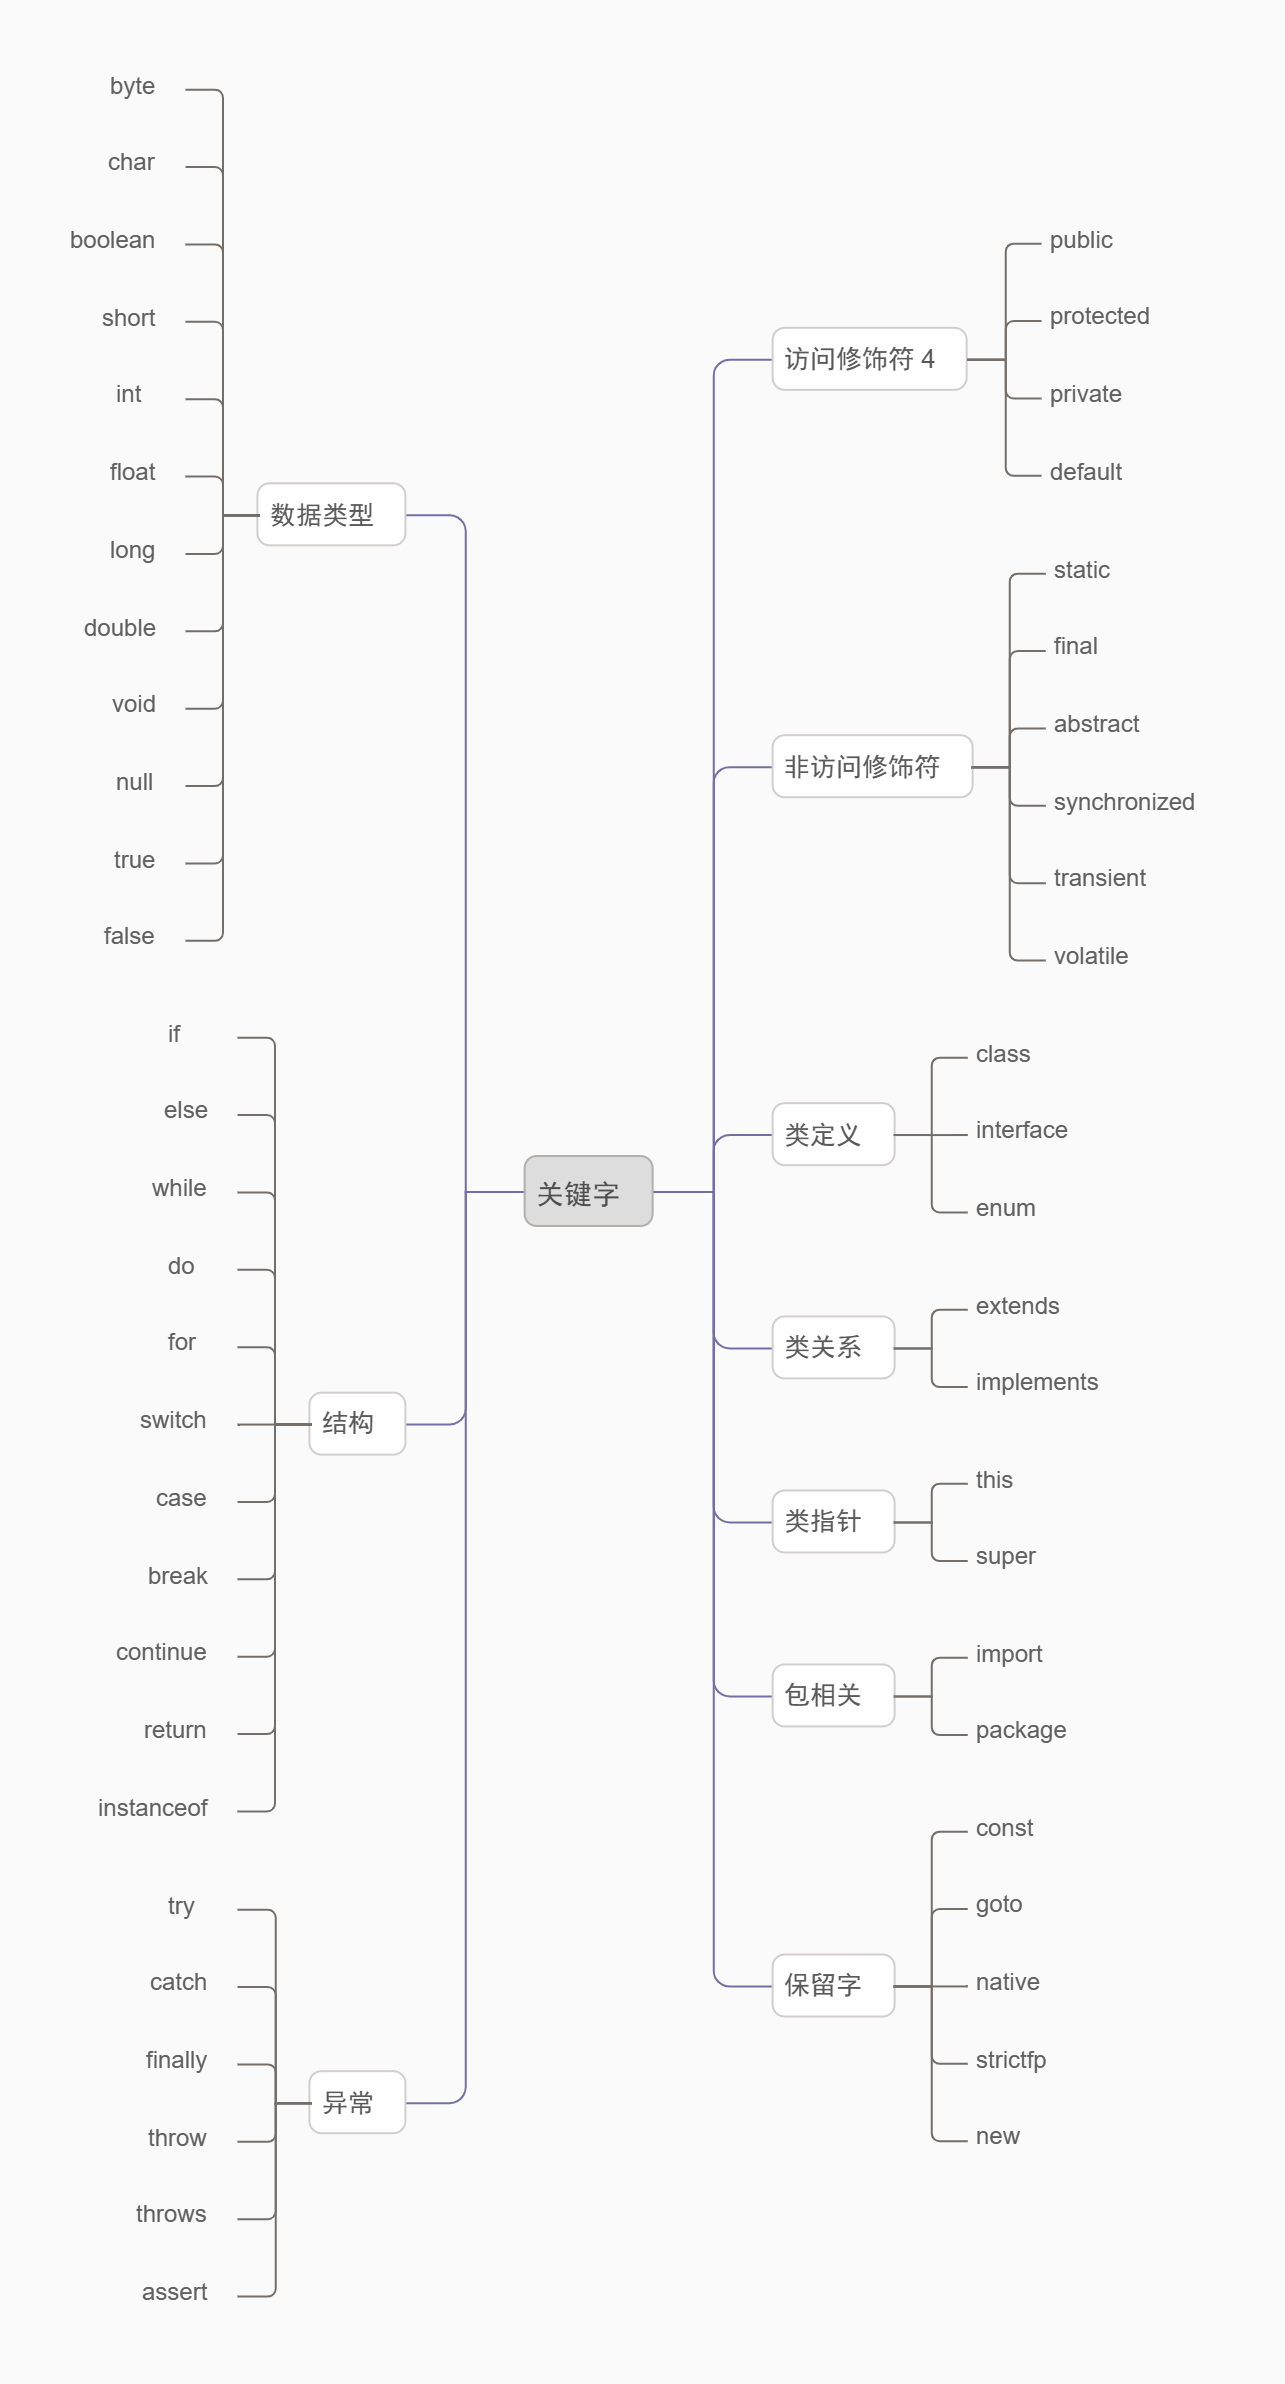 关键字
数据类型
byte
char
boolean
short
int
float
long
double
void
null
true
false
结构
if
else
while
do
for
switch
case
break
continue
return
instanceof
异常
try
catch
finally
throw
throws
assert
访问修饰符 4
public
protected
private
default
非访问修饰符
static
final
abstract
synchronized
transient
volatile
类定义
class
interface
enum
类关系
extends
implements
类指针
this
super
包相关
import
package
保留字
const
goto
native
strictfp
new